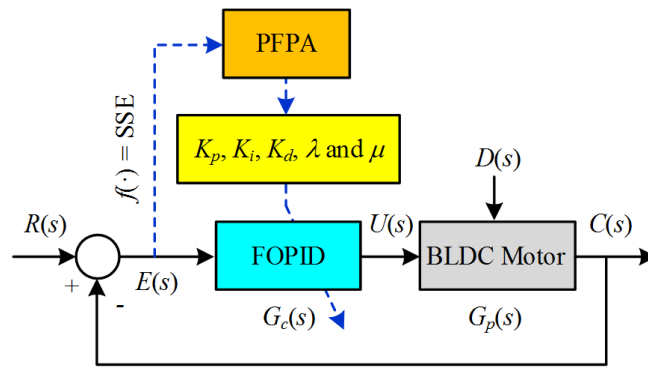 PFPA
f(·) = SSE
K_p, K_i, K_d, λ and μ
D(s)
R(s)
U(s)
C(s)
FOPID
BLDC Motor
+
-
E(s)
G_c(s)
G_p(s)